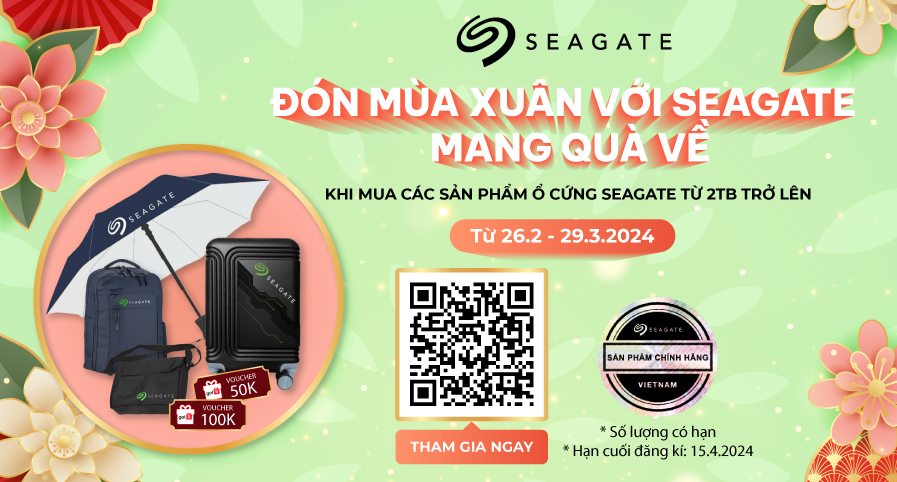 SEAGATE
ĐÓN MÙA XUÂN VỚI SEAGATE
MANG QUÀ VỀ
KHI MUA CÁC SẢN PHẨM Ổ CỨNG SEAGATE TỪ 2TB TRỞ LÊN
Từ 26.2 - 29.3.2024
SEAGATE
SEAGATE
SEAGATE
SEAGATE
VOUCHER
50K
VOUCHER
100K
THAM GIA NGAY
SEAGATE
SẢN PHẨM CHÍNH HÃNG
VIETNAM
* Số lượng có hạn
* Hạn cuối đăng kí: 15.4.2024